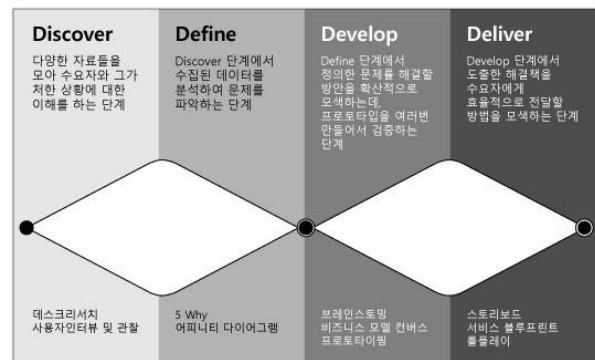 Discover
다양한 자료들을
모아 수요자와 그가
처한 상황에 대한
이해를 하는 단계
Define
Discover 단계에서
수집된 데이터를
분석하여 문제를
파악하는 단계
Develop
Define 단계에서
정의한 문제를 해결할
방안을 확산적으로
모색하는데,
프로토타입을 여러번
만들어서 검증하는
단계
Deliver
Develop 단계에서
도출한 해결책을
수요자에게
효율적으로 전달할
방법을 모색하는 단계
데스크리서치
사용자인터뷰 및 관찰
5 Why
어피니티 다이어그램
브레인스토밍
비즈니스 모델 컨버스
프로토타이핑
스토리보드
서비스 블루프린트
롤플레이